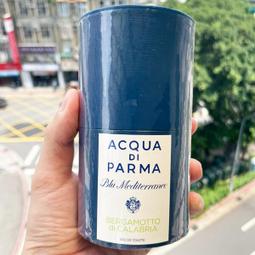 ACQUA
DI
PARMA
Blu Mediterraneo
BERGAMOTTO
di CALABRIA
EAU DE TOILETTE